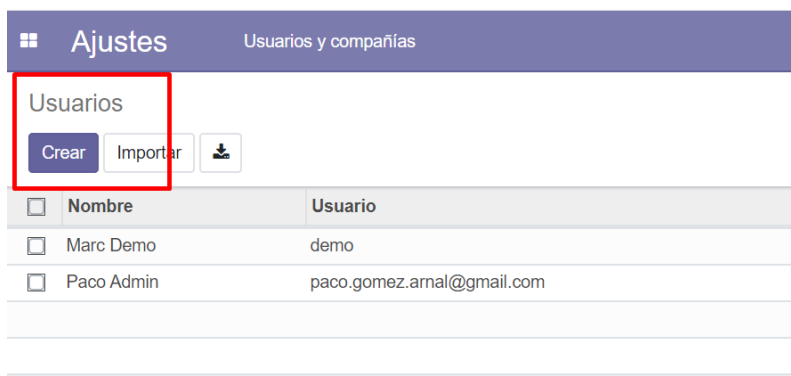 Ajustes Usuarios y compañías
Usuarios
Crear Importar
Nombre Usuario
Marc Demo demo
Paco Admin paco.gomez.arnal@gmail.com